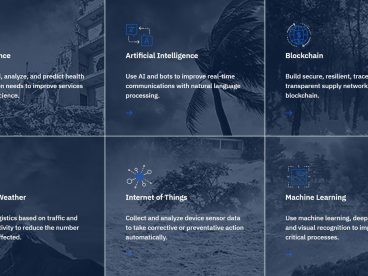 nce
Artificial Intelligence
Blockchain
, analyze, and predict health
n needs to improve services
cience.
Use AI and bots to improve real-time
communications with natural language
processing.
Build secure, resilient, trace
transparent supply network
blockchain.
Weather
Internet of Things
Machine Learning
gistics based on traffic and
tivity to reduce the number
ffected.
Collect and analyze device sensor data
to take corrective or preventative action
automatically.
Use machine learning, deep
and visual recognition to imp
critical processes.